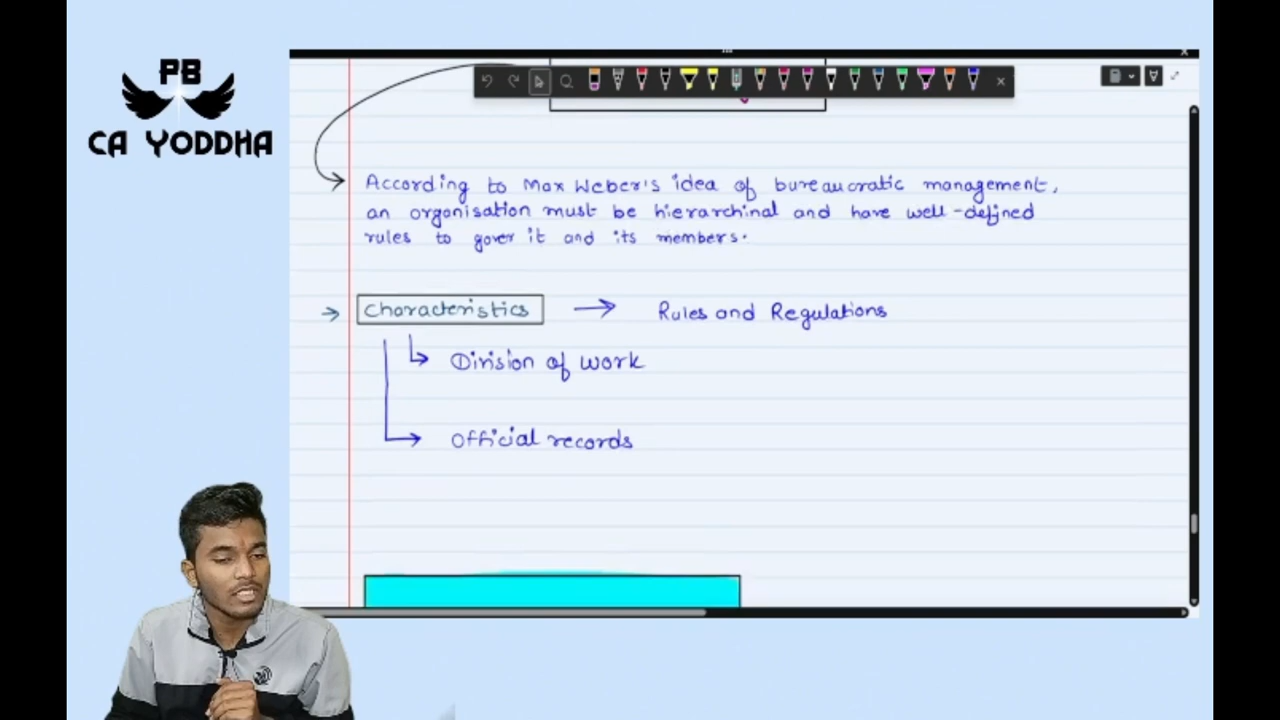 PB
CA YODDHA
According to Max Weber's idea of bureaucratic management,
an organisation must be hierarchinal and have well-defined
rules to gover it and its members.
Characteristics → Rules and Regulations
Division of work
Official records